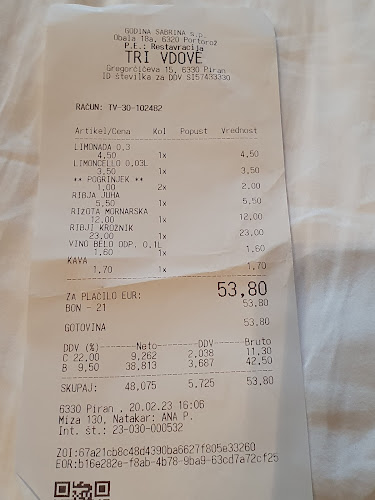 GODINA SABRINA s.p.
Obala 18a, 6320 Portorož
P.E.: Restavracija
TRI VDOVE
Gregorčičeva 15, 6330 Piran
ID številka za DDV SI57433330
RAČUN: TV-30-102482
Artikel/Cena Kol Popust Vrednost
LIMONADA 0.3
4,50 1x 4,50
LIMONCELLO 0,03L
3,50 1x 3,50
** POGRINJEK **
1,00 2x 2,00
RIBJA JUHA
5,50 1x 5,50
RIŽOTA MORNARSKA
12,00 1x 12,00
RIBJI KROŽNIK
23,00 1x 23,00
VINO BELO ODP. 0.1L
1,60 1x 1,60
KAVA
1,70 1x 1,70
ZA PLAČILO EUR: 53,80
BON - 21 53,80
GOTOVINA 53,80
DDV (%) Neto DDV Bruto
C 22,00 9,262 2,038 11,30
B 9,50 38,813 3,687 42,50
SKUPAJ: 48,075 5,725 53,80
6330 Piran , 20.02.23 16:06
Miza 130, Natakar: ANA P.
Int. št.: 23-030-000532
ZOI:67a21cb8c48d4390ba6627f805e33260
EOR:b16e282e-f8ab-4b78-9ba9-63cd7a72cf25